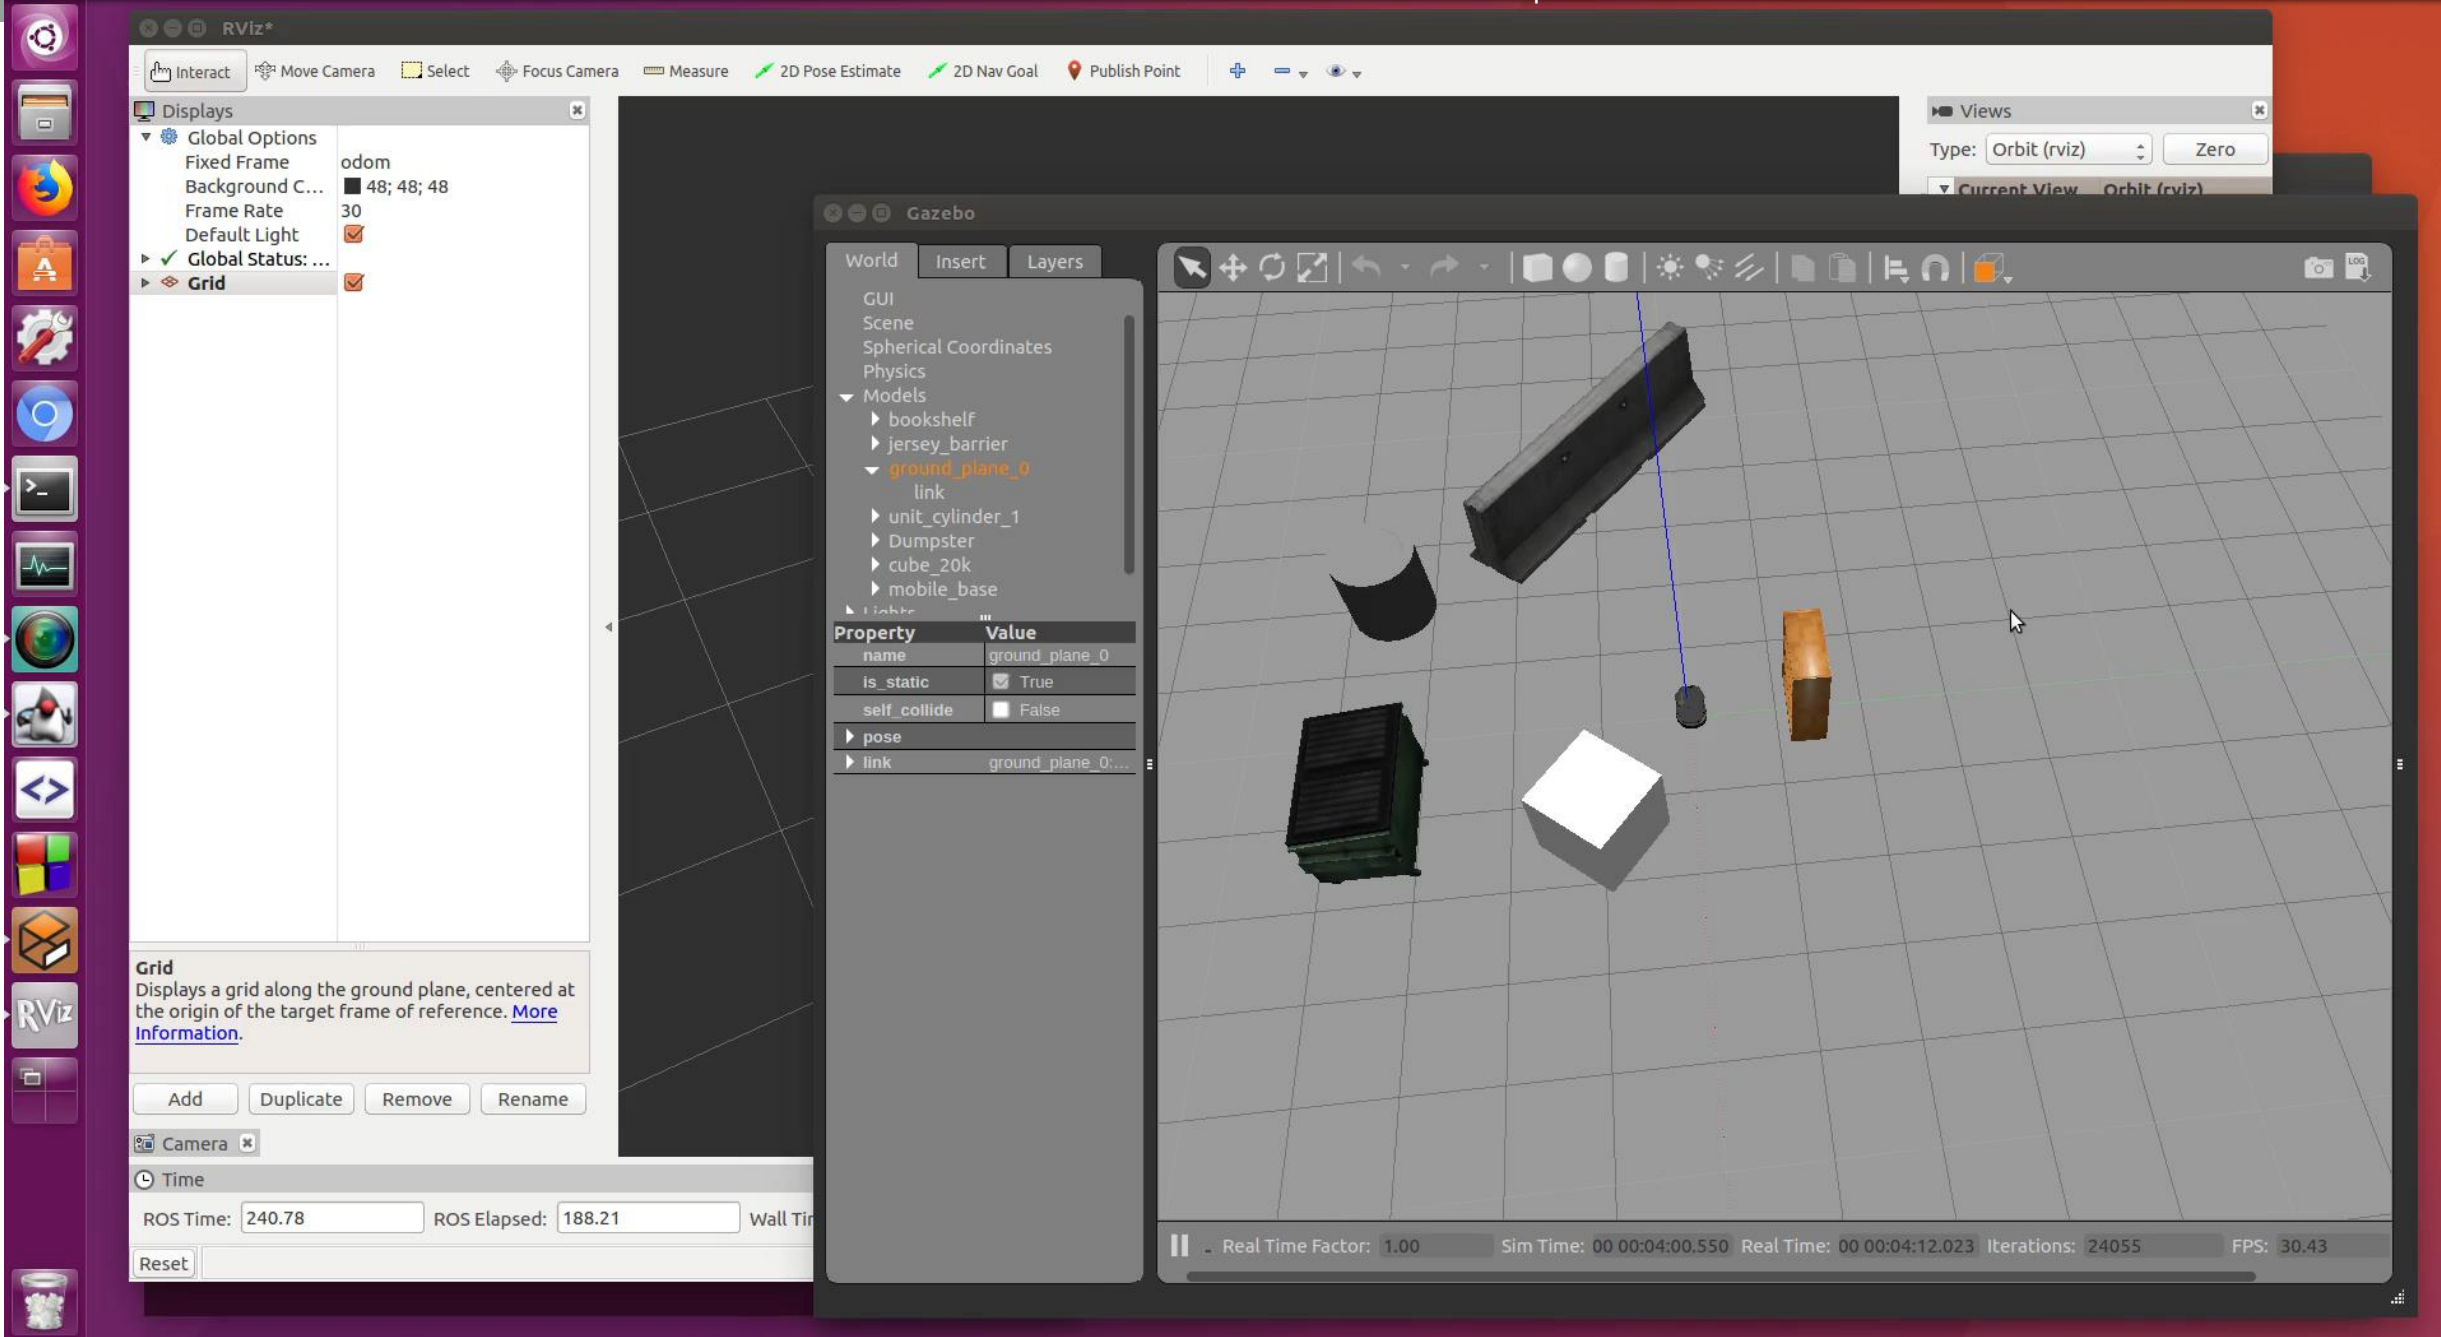 RViz*
Interact Move Camera Select Focus Camera Measure 2D Pose Estimate 2D Nav Goal Publish Point
Displays
Global Options
Fixed Frame odom
Background C... 48; 48; 48
Frame Rate 30
Default Light
Global Status: ...
Grid
Grid
Displays a grid along the ground plane, centered at
the origin of the target frame of reference. More
Information.
Add Duplicate Remove Rename
Camera
Time
ROS Time: 240.78 ROS Elapsed: 188.21 Wall Tir
Reset
Views
Type: Orbit (rviz) Zero
Current View Orbit (rviz)
Gazebo
World Insert Layers
GUI
Scene
Spherical Coordinates
Physics
Models
bookshelf
jersey_barrier
ground_plane_0
link
unit_cylinder_1
Dumpster
cube_20k
mobile_base
Lights
Property Value
name ground_plane_0
is_static True
self_collide False
pose
link ground_plane_0:...
LOG
Real Time Factor: 1.00 Sim Time: 00 00:04:00.550 Real Time: 00 00:04:12.023 Iterations: 24055 FPS: 30.43
RViz